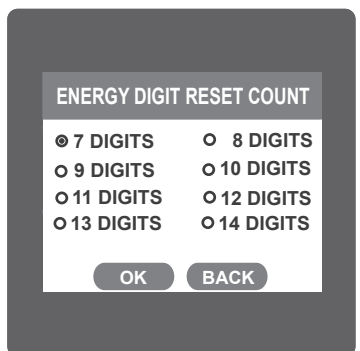 ENERGY DIGIT RESET COUNT
7 DIGITS 8 DIGITS
9 DIGITS 10 DIGITS
11 DIGITS 12 DIGITS
13 DIGITS 14 DIGITS
OK BACK